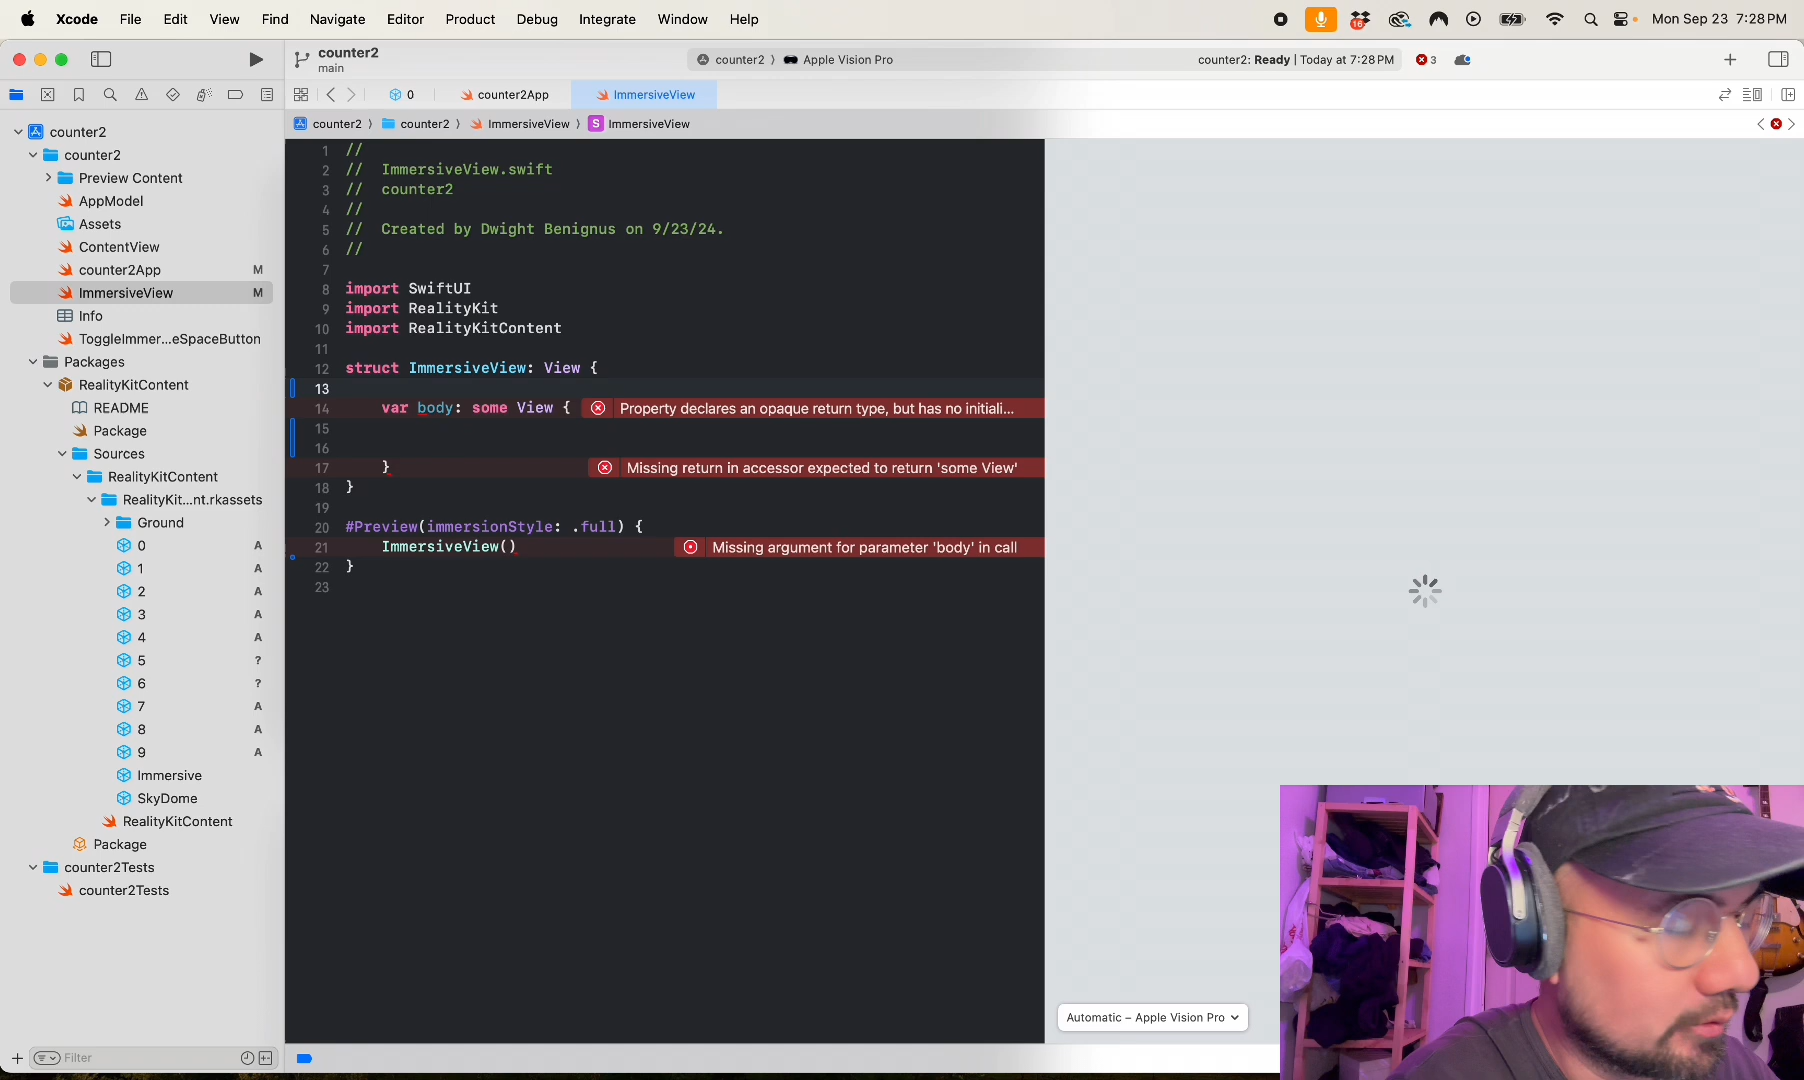 Xcode File Edit View Find Navigate Editor Product Debug Integrate Window Help
16
Mon Sep 23 7:28 PM
counter2
main
counter2 〉 Apple Vision Pro
counter2: Ready | Today at 7:28 PM
3
0
counter2App
ImmersiveView
counter2 〉 counter2 〉 ImmersiveView 〉 S ImmersiveView
counter2
counter2
Preview Content
AppModel
Assets
ContentView
counter2App M
ImmersiveView M
Info
ToggleImmer...eSpaceButton
Packages
RealityKitContent
README
Package
Sources
RealityKitContent
RealityKit...nt.rkassets
Ground
0 A
1 A
2 A
3 A
4 A
5 ?
6 ?
7 A
8 A
9 A
Immersive
SkyDome
RealityKitContent
Package
counter2Tests
counter2Tests
Filter
1 //
2 // ImmersiveView.swift
3 // counter2
4 //
5 // Created by Dwight Benignus on 9/23/24.
6 //
7
8 import SwiftUI
9 import RealityKit
10 import RealityKitContent
11
12 struct ImmersiveView: View {
13
14 var body: some View { Property declares an opaque return type, but has no initiali...
15
16
17 } Missing return in accessor expected to return 'some View'
18 }
19
20 #Preview(immersionStyle: .full) {
21 ImmersiveView() Missing argument for parameter 'body' in call
22 }
23
Automatic – Apple Vision Pro